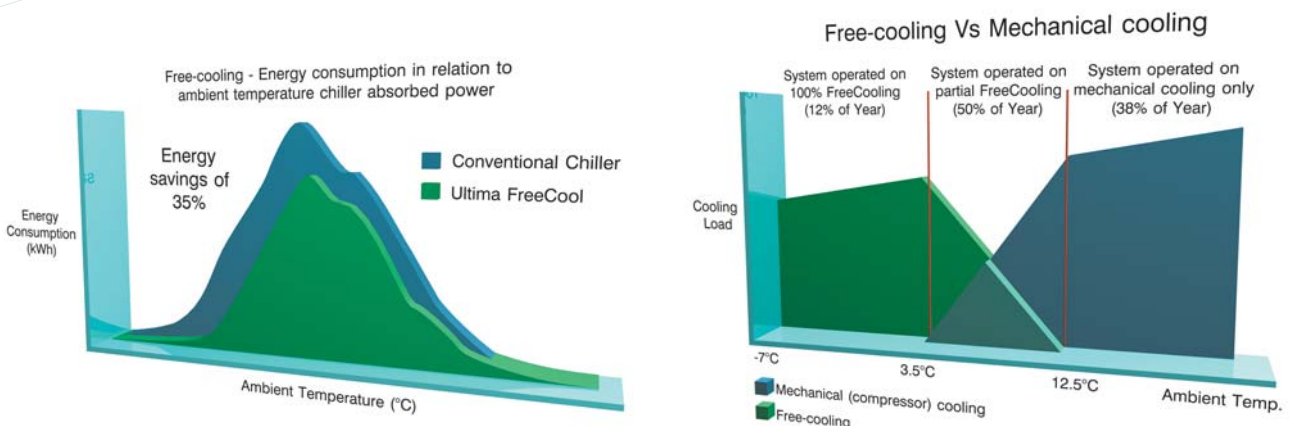 Free-cooling - Energy consumption in relation to
ambient temperature chiller absorbed power
Energy
savings of
35%
Conventional Chiller
Ultima FreeCool
Energy
Consumption
(kWh)
Ambient Temperature (°C)
Free-cooling Vs Mechanical cooling
System operated on
100% FreeCooling
(12% of Year)
System operated on
partial FreeCooling
(50% of Year)
System operated on
mechanical cooling only
(38% of Year)
Cooling
Load
-7°C
3.5°C
12.5°C
Ambient Temp.
Mechanical (compressor) cooling
Free-cooling